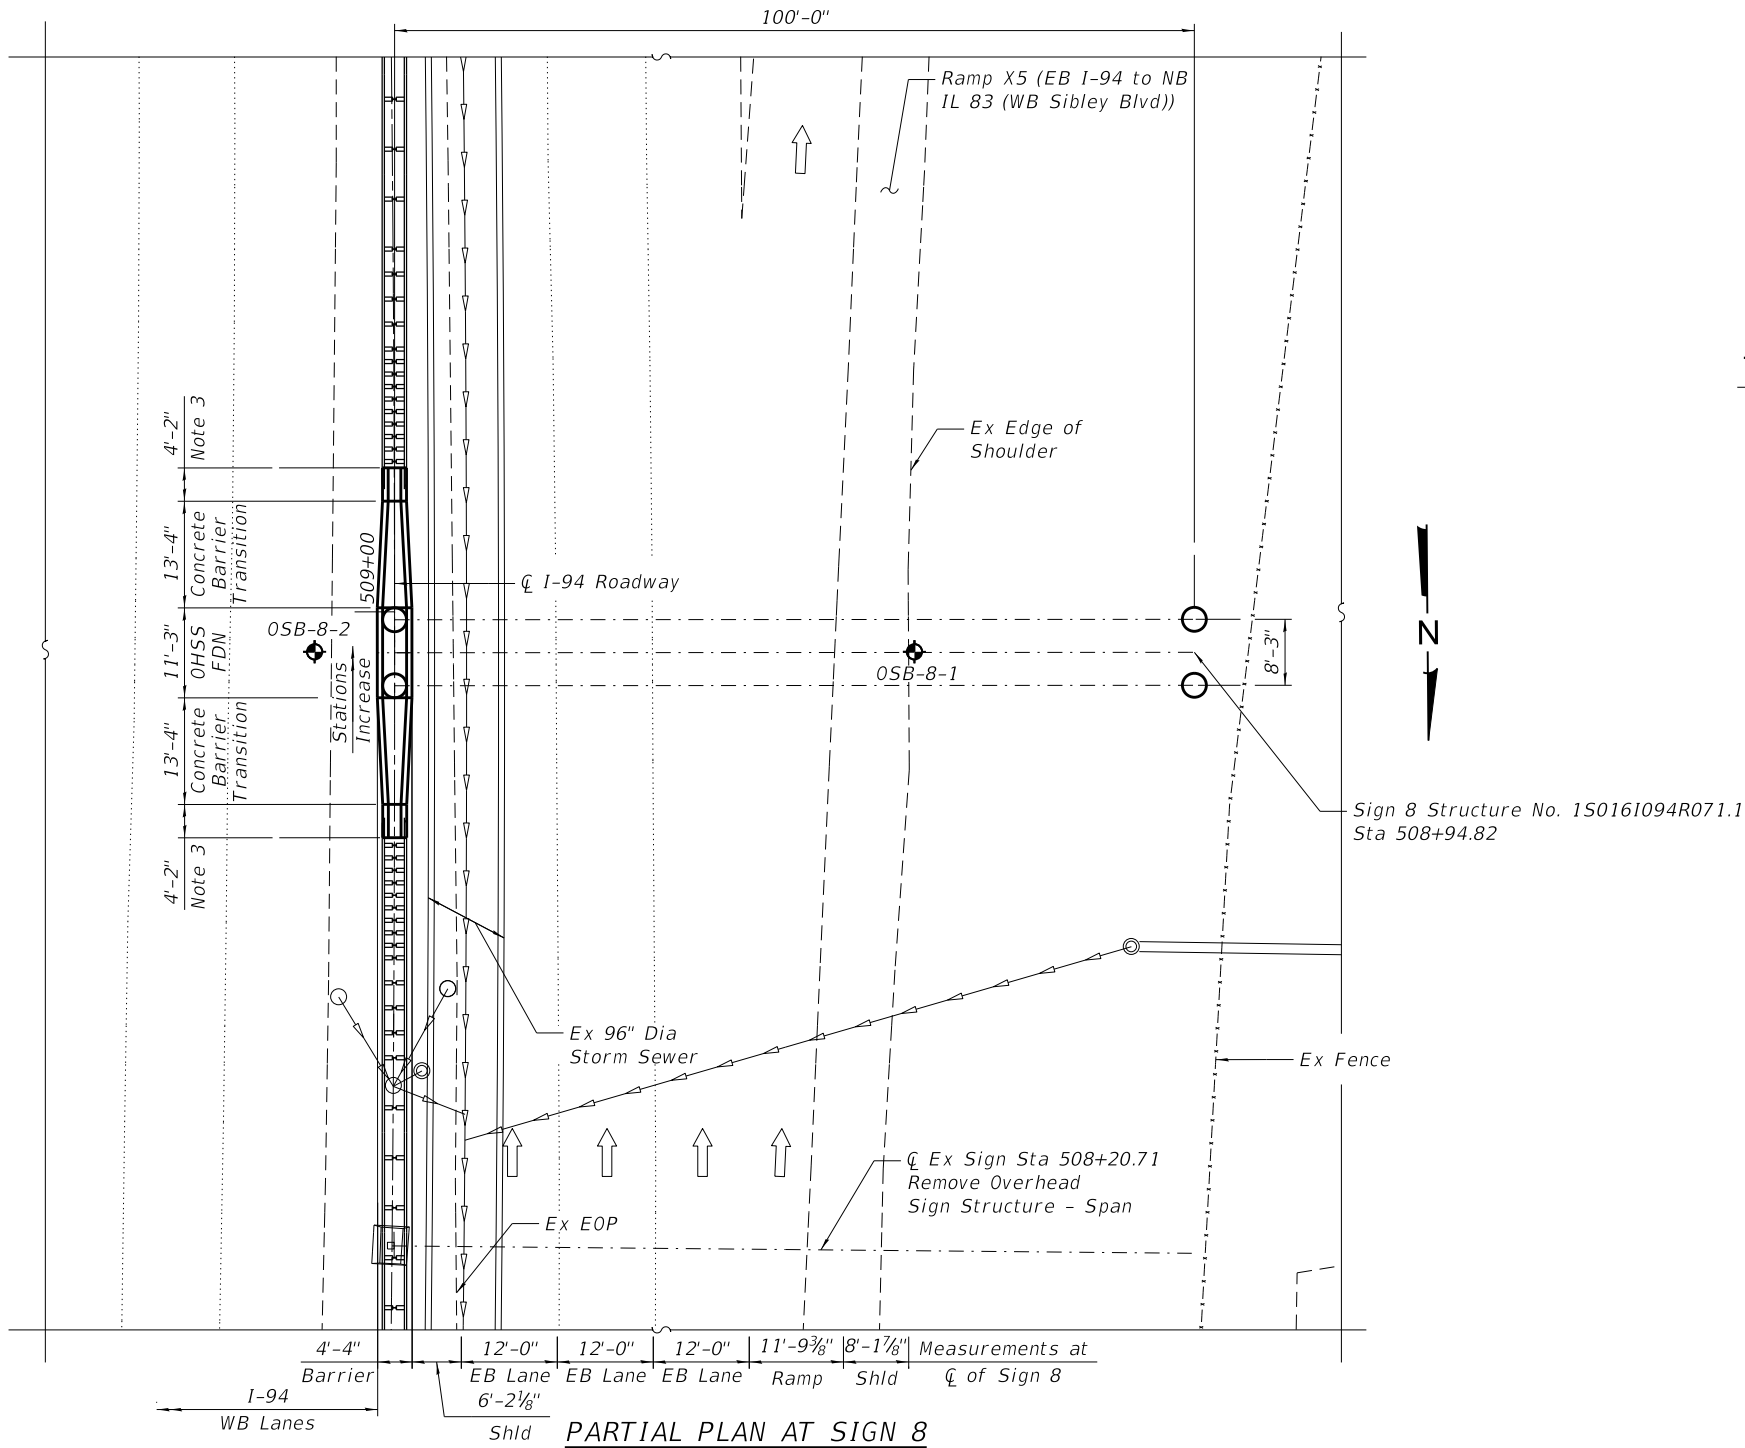 100'-0"
Ramp X5 (EB I-94 to NB
IL 83 (WB Sibley Blvd))
4'-2"
Note 3
Ex Edge of
Shoulder
13'-4"
Concrete
Barrier
Transition
509+00
℄ I-94 Roadway
11'-3"
OHSS
FDN
OSB-8-2
Stations
Increase
OSB-8-1
8'-3"
N
13'-4"
Concrete
Barrier
Transition
Sign 8 Structure No. 1S016I094R071.1
Sta 508+94.82
4'-2"
Note 3
Ex 96" Dia
Storm Sewer
Ex Fence
℄ Ex Sign Sta 508+20.71
Remove Overhead
Sign Structure - Span
Ex EOP
4'-4"
Barrier
12'-0"
EB Lane
12'-0"
EB Lane
12'-0"
EB Lane
11'-9⅜"
Ramp
8'-1⅞"
Shld
Measurements at
℄ of Sign 8
I-94
WB Lanes
6'-2⅛"
Shld
PARTIAL PLAN AT SIGN 8